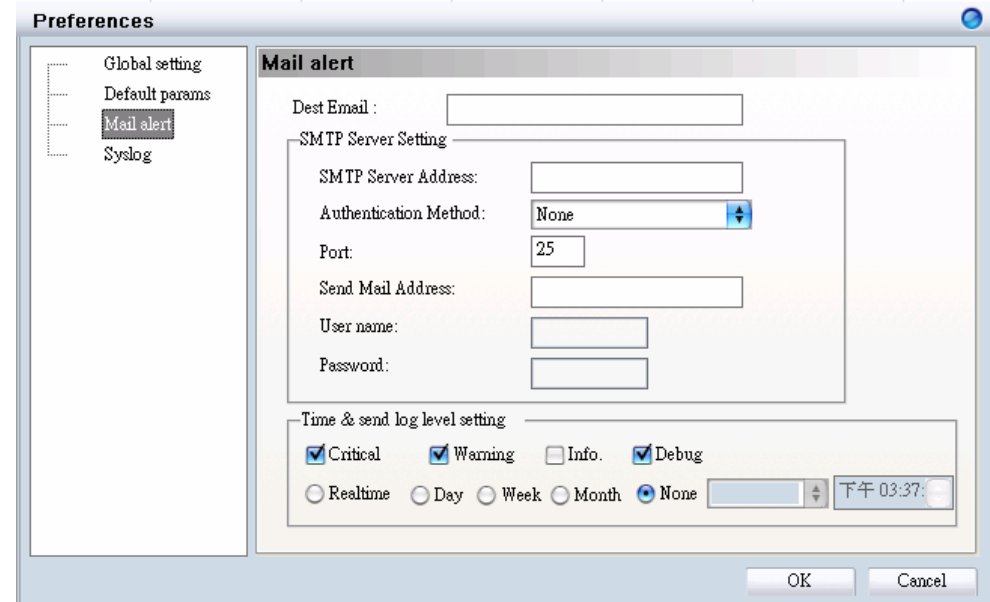 Preferences
Global setting
Default params
Mail alert
Syslog
Mail alert
Dest Email :
SMTP Server Setting
SMTP Server Address:
Authentication Method: None
Port: 25
Send Mail Address:
User name:
Password:
Time & send log level setting
Critical Warning Info. Debug
Realtime Day Week Month None 下午 03:37:
OK Cancel